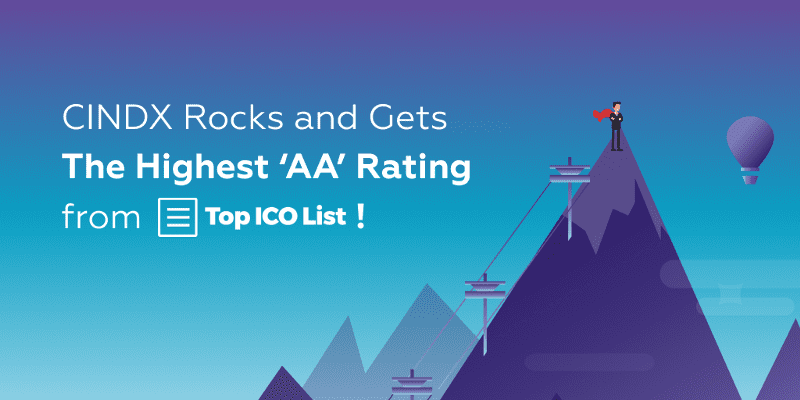 CINDX Rocks and Gets
The Highest ‘AA’ Rating
from Top ICO List !